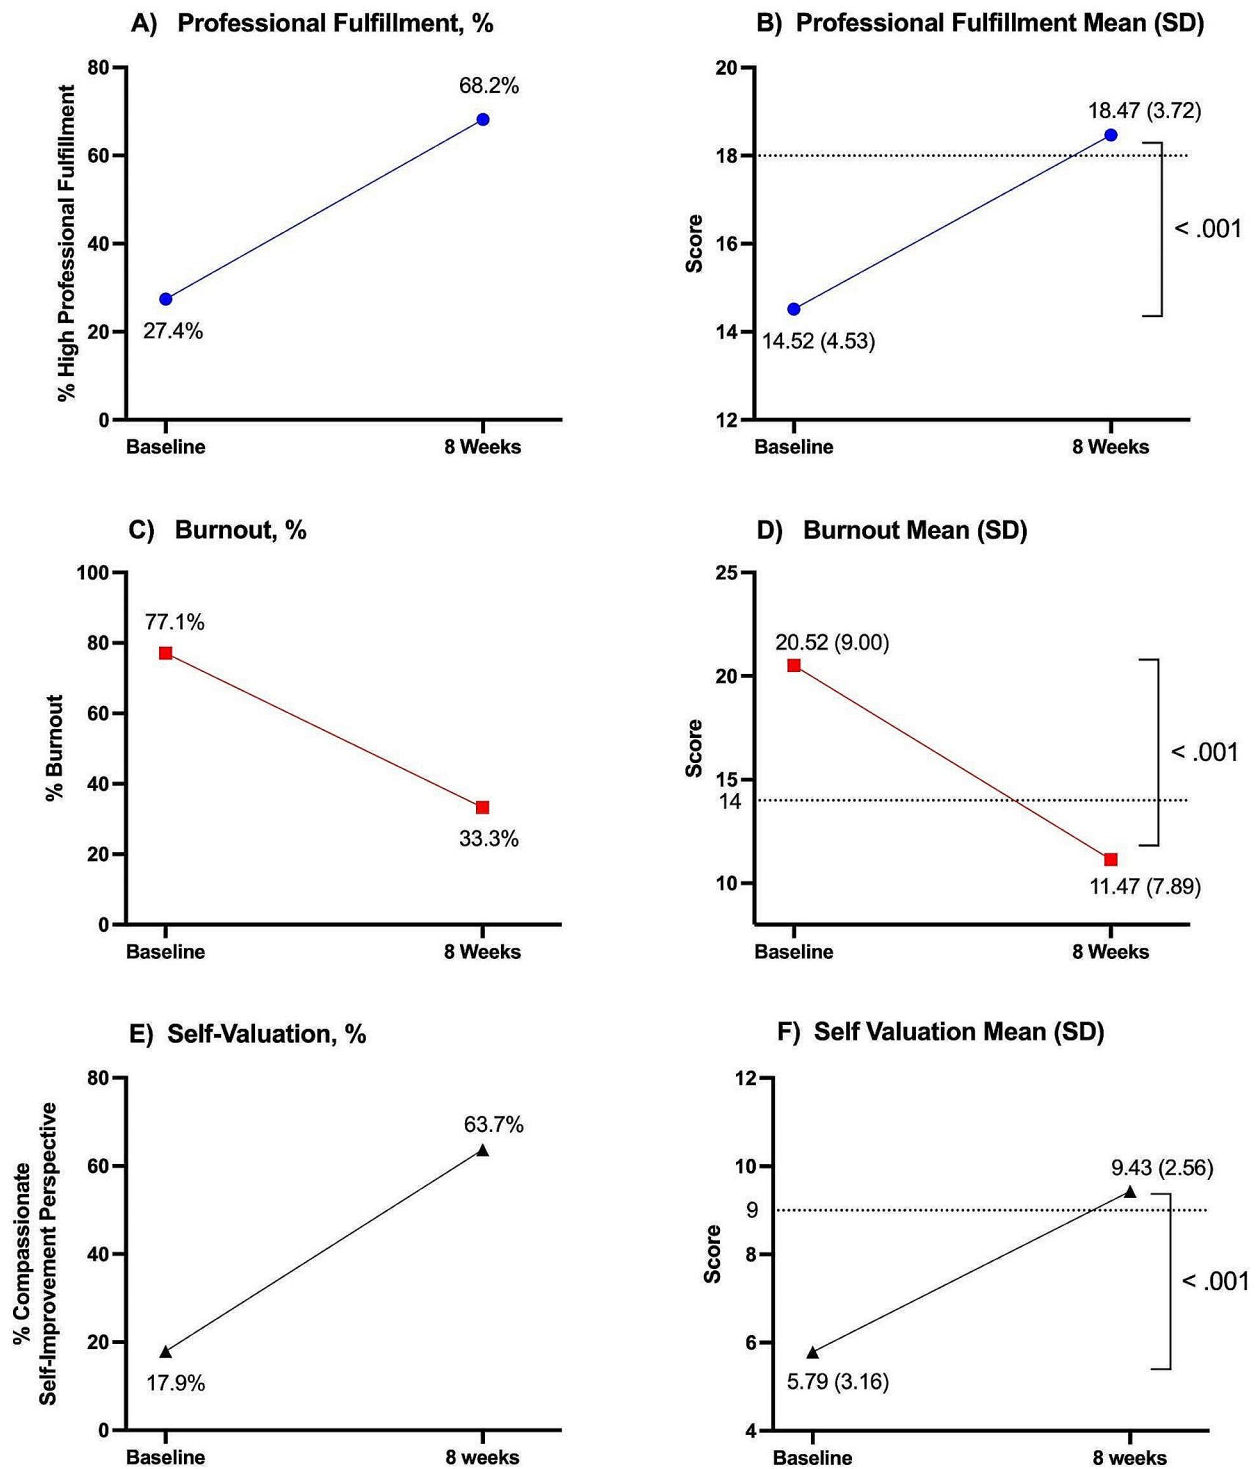 A) Professional Fulfillment, %
% High Professional Fulfillment
80
60
40
20
0
68.2%
27.4%
Baseline
8 Weeks
B) Professional Fulfillment Mean (SD)
Score
20
18
16
14
12
18.47 (3.72)
14.52 (4.53)
< .001
Baseline
8 Weeks
C) Burnout, %
% Burnout
100
80
60
40
20
0
77.1%
33.3%
Baseline
8 Weeks
D) Burnout Mean (SD)
Score
25
20
15
14
10
20.52 (9.00)
11.47 (7.89)
< .001
Baseline
8 Weeks
E) Self-Valuation, %
% Compassionate
Self-Improvement Perspective
80
60
40
20
0
63.7%
17.9%
Baseline
8 weeks
F) Self Valuation Mean (SD)
Score
12
10
9
8
6
4
9.43 (2.56)
5.79 (3.16)
< .001
Baseline
8 weeks